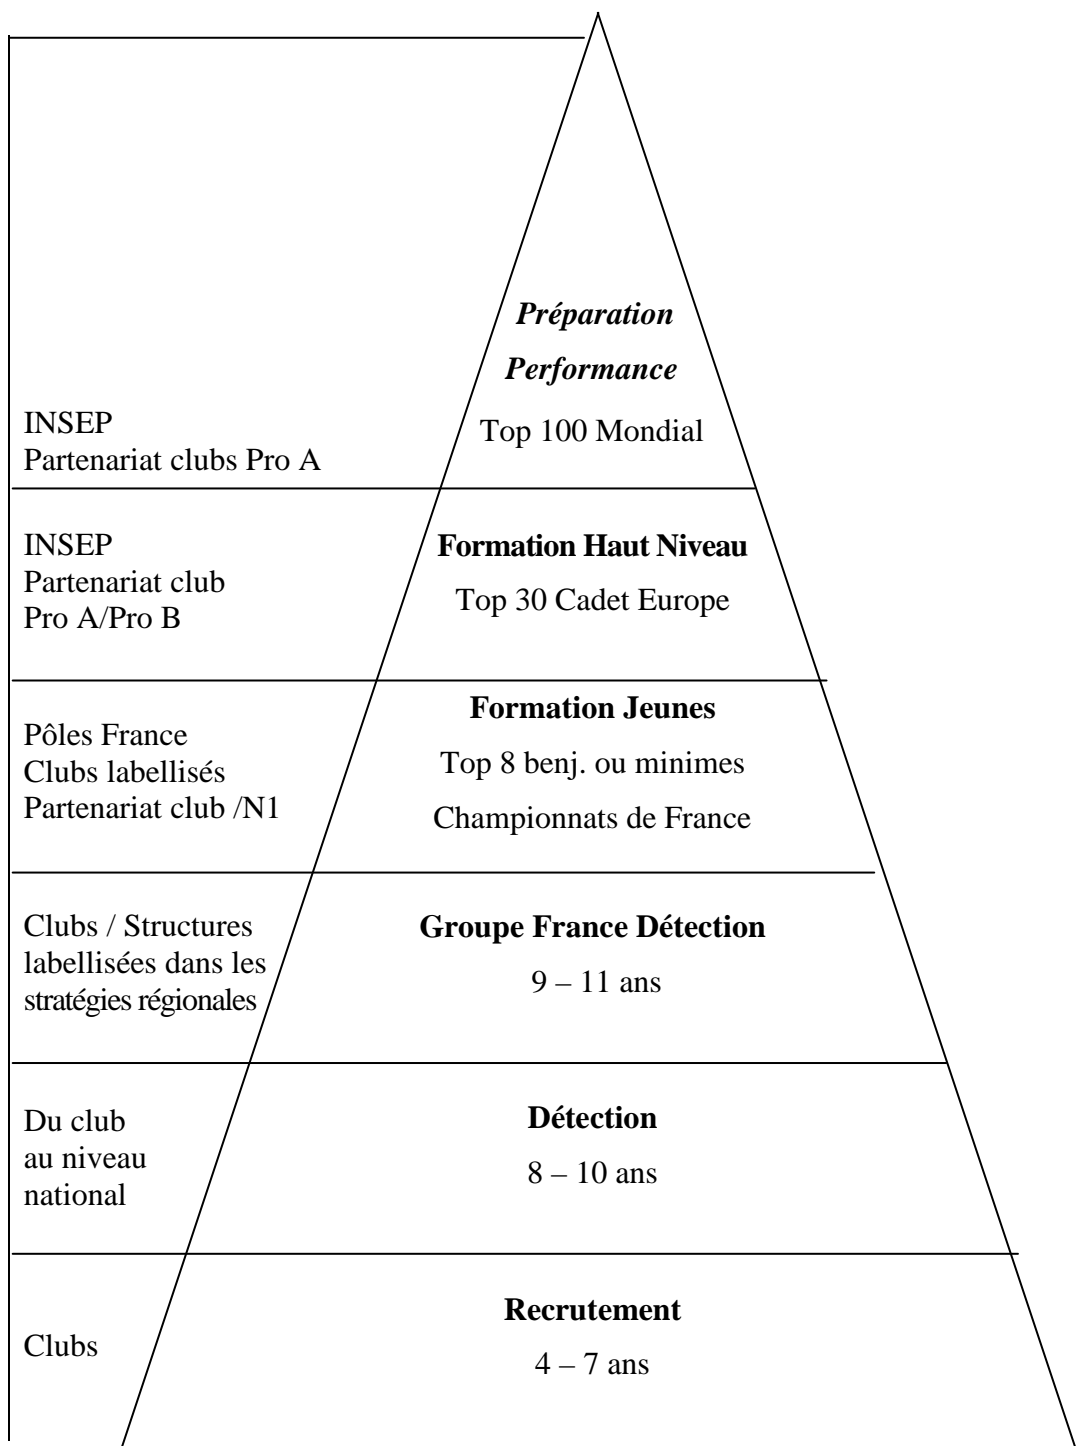 Préparation
Performance
Top 100 Mondial
INSEP
Partenariat clubs Pro A
INSEP
Partenariat club
Pro A/Pro B
Formation Haut Niveau
Top 30 Cadet Europe
Pôles France
Clubs labellisés
Partenariat club /N1
Formation Jeunes
Top 8 benj. ou minimes
Championnats de France
Clubs / Structures
labellisées dans les
stratégies régionales
Groupe France Détection
9 – 11 ans
Du club
au niveau
national
Détection
8 – 10 ans
Clubs
Recrutement
4 – 7 ans